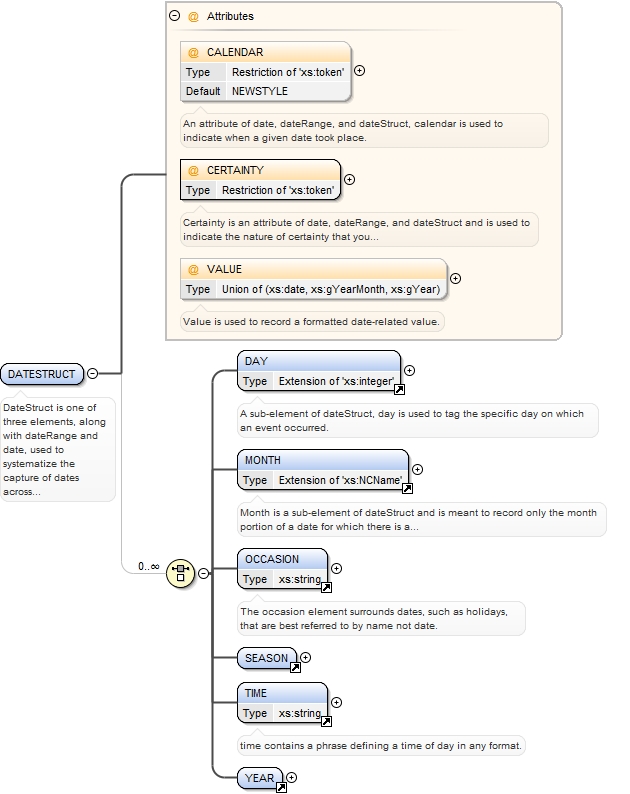 @ Attributes
@ CALENDAR
Type Restriction of 'xs:token'
Default NEWSTYLE
An attribute of date, dateRange, and dateStruct, calendar is used to
indicate when a given date took place.
@ CERTAINTY
Type Restriction of 'xs:token'
Certainty is an attribute of date, dateRange, and dateStruct and is used to
indicate the nature of certainty that you...
@ VALUE
Type Union of (xs:date, xs:gYearMonth, xs:gYear)
Value is used to record a formatted date-related value.
DATESTRUCT
DateStruct is one of
three elements, along
with dateRange and
date, used to
systematize the
capture of dates
across...
DAY
Type Extension of 'xs:integer'
A sub-element of dateStruct, day is used to tag the specific day on which
an event occurred.
MONTH
Type Extension of 'xs:NCName'
Month is a sub-element of dateStruct and is meant to record only the month
portion of a date for which there is a...
0..∞
OCCASION
Type xs:string
The occasion element surrounds dates, such as holidays,
that are best referred to by name not date.
SEASON
TIME
Type xs:string
time contains a phrase defining a time of day in any format.
YEAR